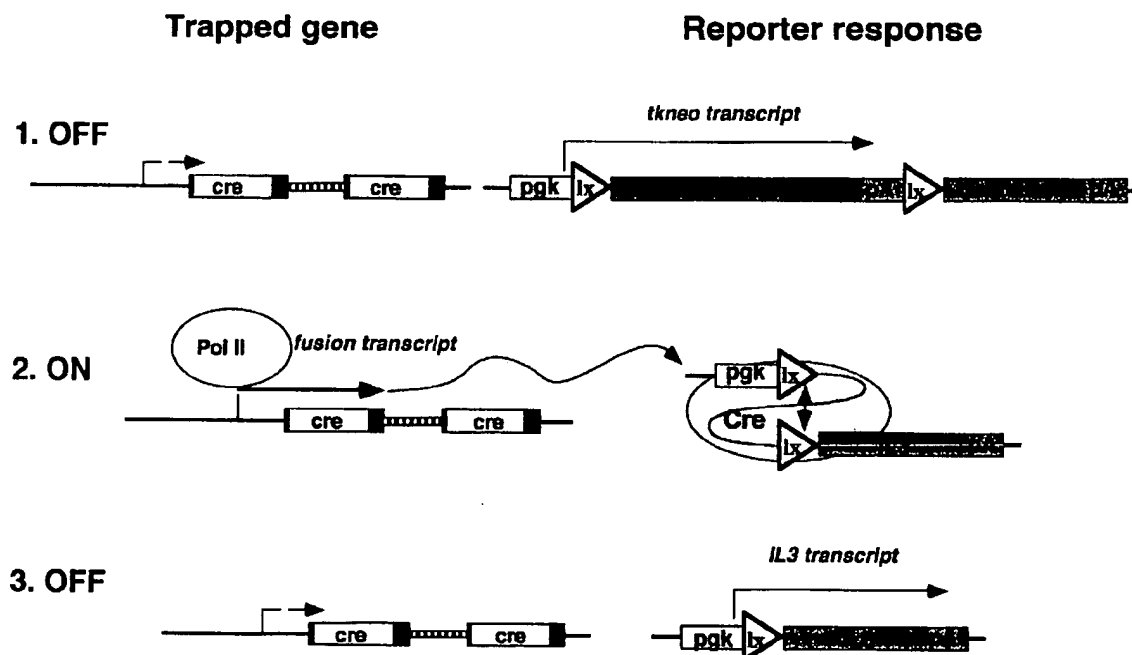 Trapped gene Reporter response
tkneo transcript
1. OFF
cre cre pgk lx lx
Pol II fusion transcript
2. ON
pgk lx
cre cre Cre
lx
IL3 transcript
3. OFF
cre cre pgk lx